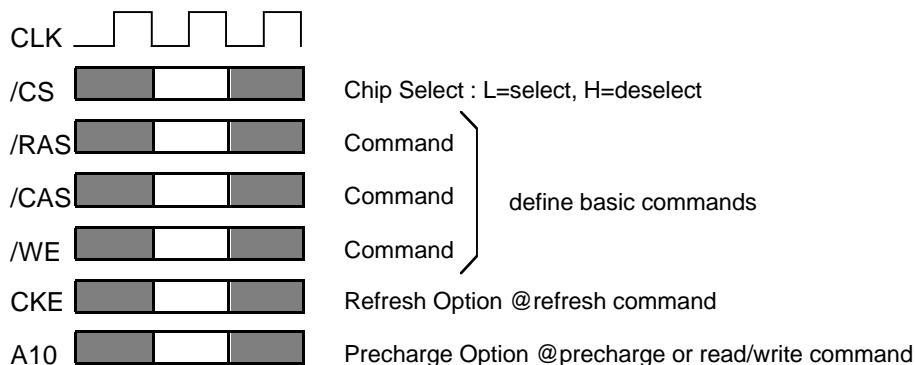 CLK
/CS Chip Select : L=select, H=deselect
/RAS Command
/CAS Command define basic commands
/WE Command
CKE Refresh Option @refresh command
A10 Precharge Option @precharge or read/write command